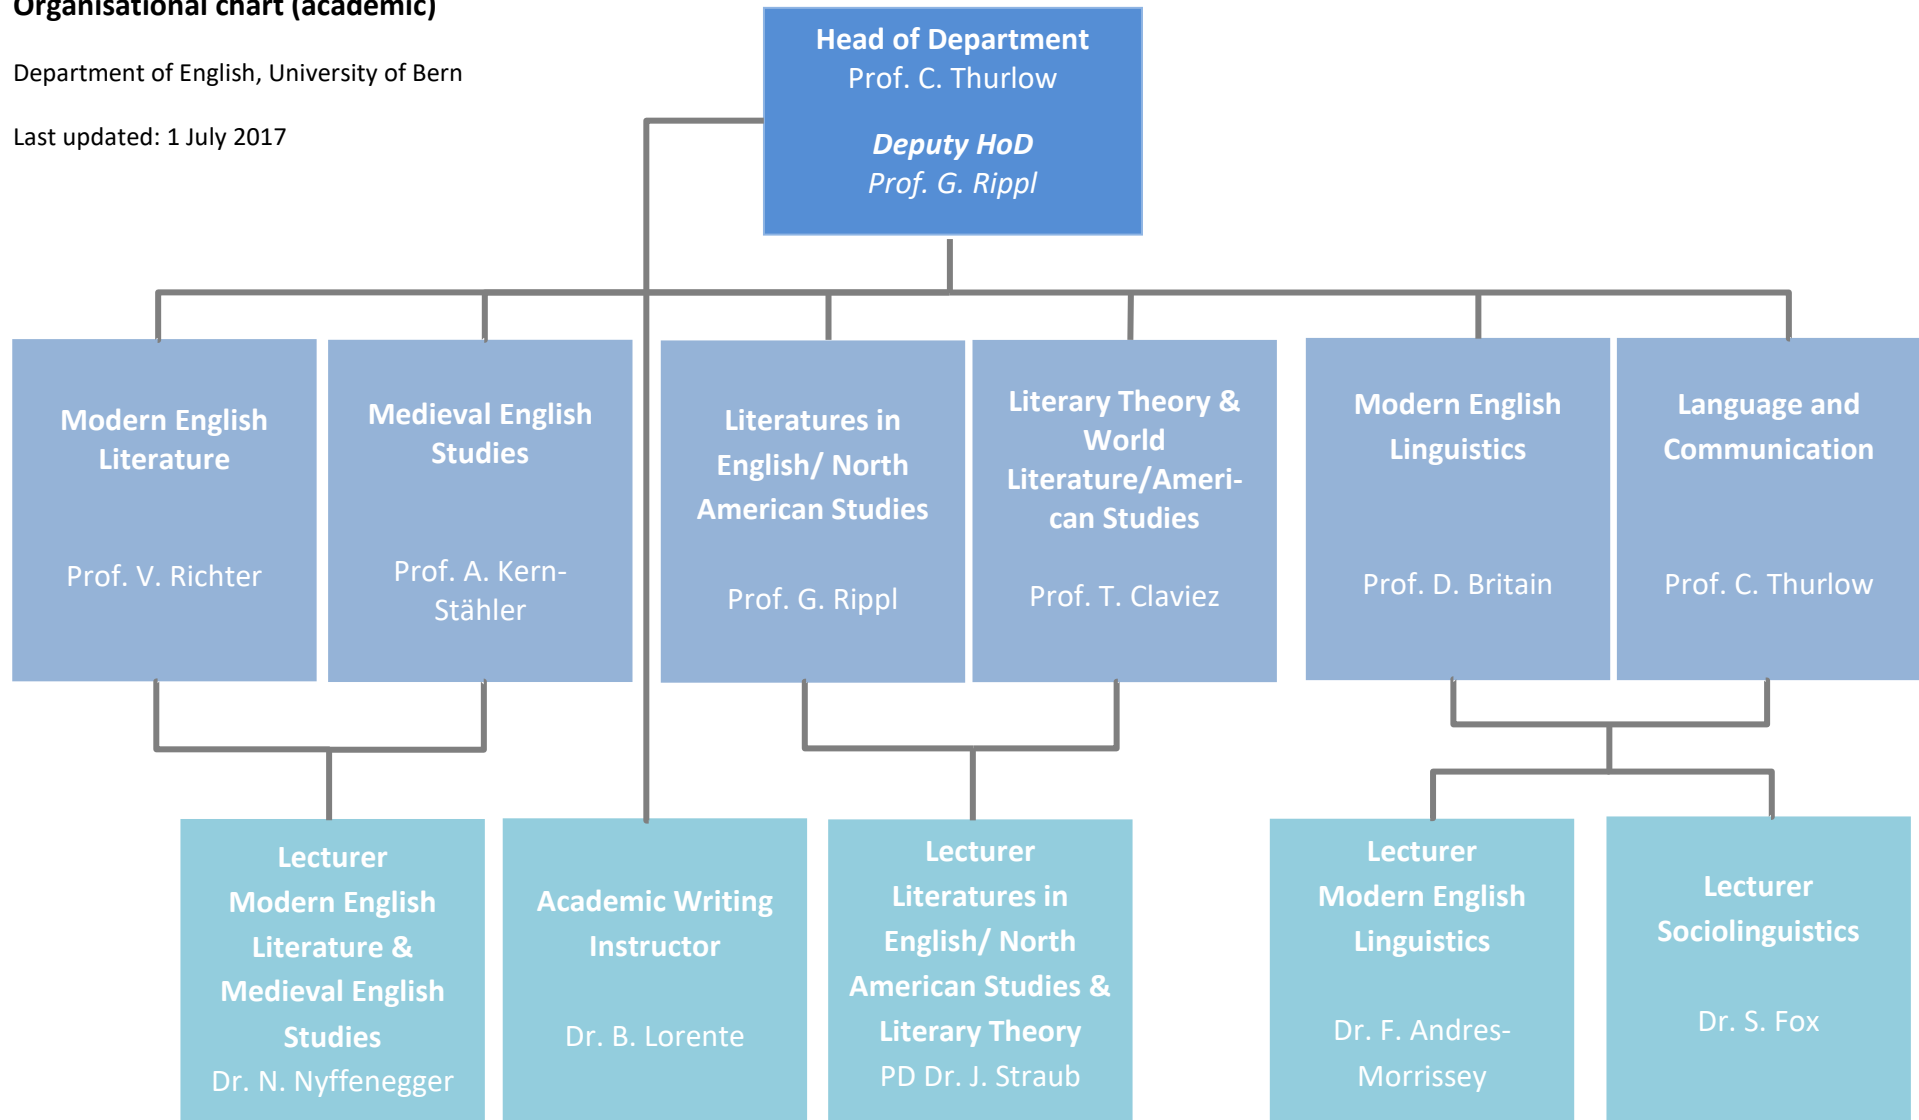 Organisational chart (academic)
Department of English, University of Bern
Last updated: 1 July 2017
Head of Department
Prof. C. Thurlow
Deputy HoD
Prof. G. Rippl
Modern English
Literature
Prof. V. Richter
Medieval English
Studies
Prof. A. Kern-
Stähler
Literatures in
English/ North
American Studies
Prof. G. Rippl
Literary Theory &
World
Literature/Ameri-
can Studies
Prof. T. Claviez
Modern English
Linguistics
Prof. D. Britain
Language and
Communication
Prof. C. Thurlow
Lecturer
Modern English
Literature &
Medieval English
Studies
Dr. N. Nyffenegger
Academic Writing
Instructor
Dr. B. Lorente
Lecturer
Literatures in
English/ North
American Studies &
Literary Theory
PD Dr. J. Straub
Lecturer
Modern English
Linguistics
Dr. F. Andres-
Morrissey
Lecturer
Sociolinguistics
Dr. S. Fox